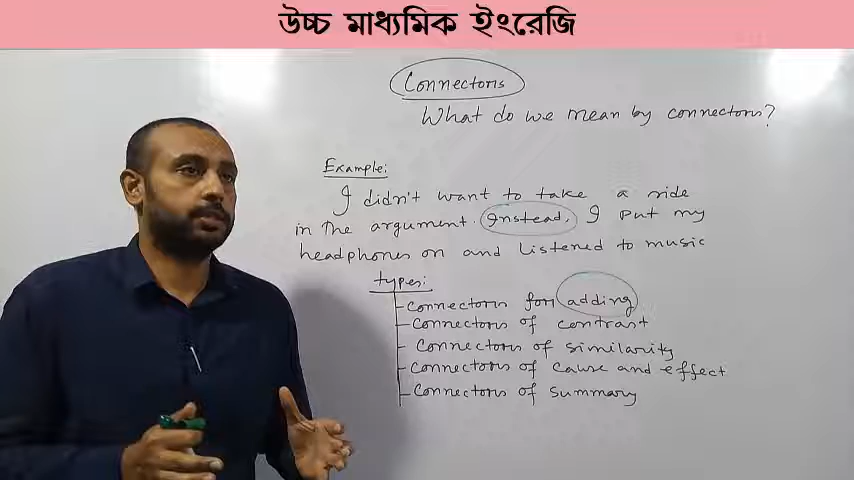 উচ্চ মাধ্যমিক ইংরেজি
Connectors
What do we mean by connectors?
Example:
I didn't want to take a ride
in the argument. Instead, I put my
headphones on and listened to music
types:
connectors for adding
connectors of contrast
connectors of similarity
connectors of cause and effect
connectors of summary